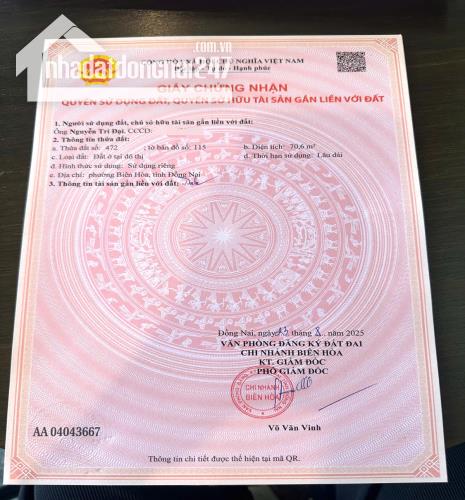 .com.vn
nhadatdongnai247
CỘNG HÒA XÃ HỘI CHỦ NGHĨA VIỆT NAM
Độc lập - Tự do - Hạnh phúc
GIẤY CHỨNG NHẬN
QUYỀN SỬ DỤNG ĐẤT, QUYỀN SỞ HỮU TÀI SẢN GẮN LIỀN VỚI ĐẤT
1. Người sử dụng đất, chủ sở hữu tài sản gắn liền với đất:
Ông Nguyễn Trí Đại, CCCD:
2. Thông tin thửa đất:
a. Thửa đất số: 472 ; tờ bản đồ số: 115 b. Diện tích: 70,6 m²
c. Loại đất: Đất ở tại đô thị d. Thời hạn sử dụng: Lâu dài
đ. Hình thức sử dụng: Sử dụng riêng
e. Địa chỉ: phường Biên Hòa, tỉnh Đồng Nai
3. Thông tin tài sản gắn liền với đất:
Đồng Nai, ngày 13 tháng 8 năm 2025
VĂN PHÒNG ĐĂNG KÝ ĐẤT ĐAI
CHI NHÁNH BIÊN HÒA
KT. GIÁM ĐỐC
PHÓ GIÁM ĐỐC
CHI NHÁNH
BIÊN HÒA
Võ Văn Vinh
AA 04043667
Thông tin chi tiết được thể hiện tại mã QR.